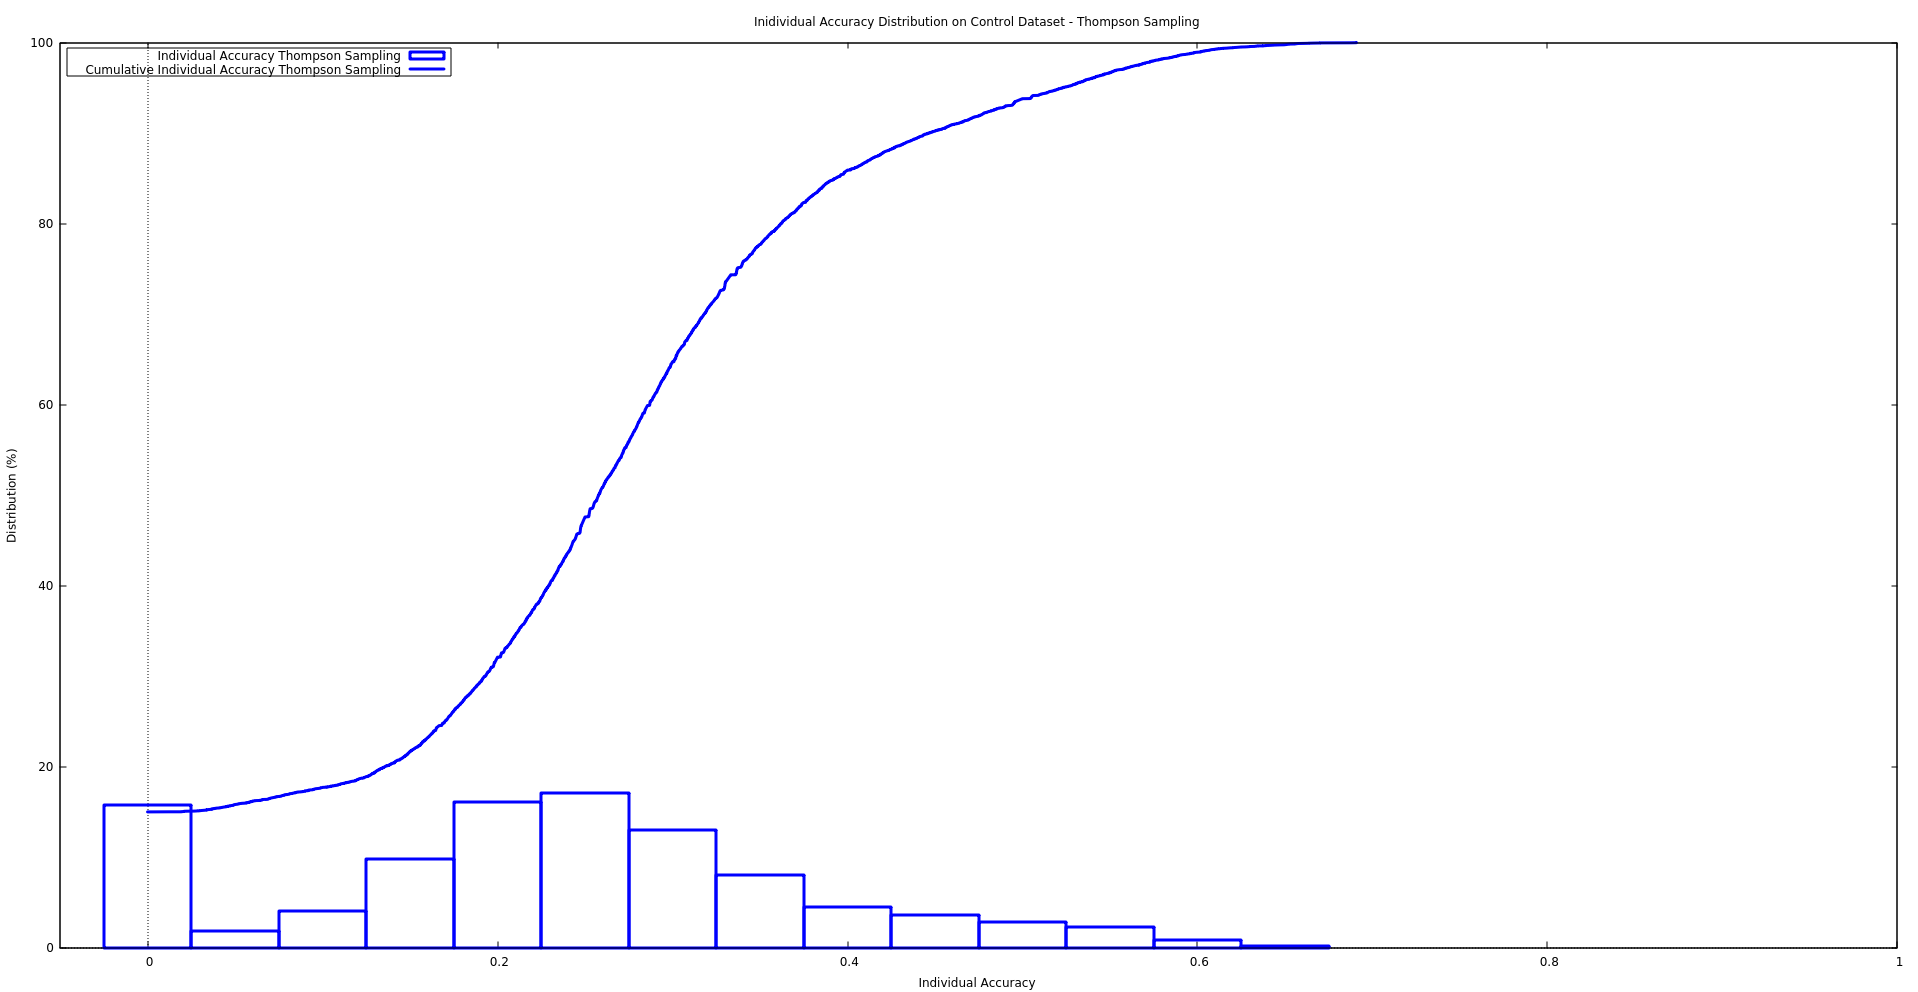 Inidividual Accuracy Distribution on Control Dataset - Thompson Sampling
100
Individual Accuracy Thompson Sampling
Cumulative Individual Accuracy Thompson Sampling
80
60
Distribution (%)
40
20
0
0 0.2 0.4 0.6 0.8 1
Individual Accuracy